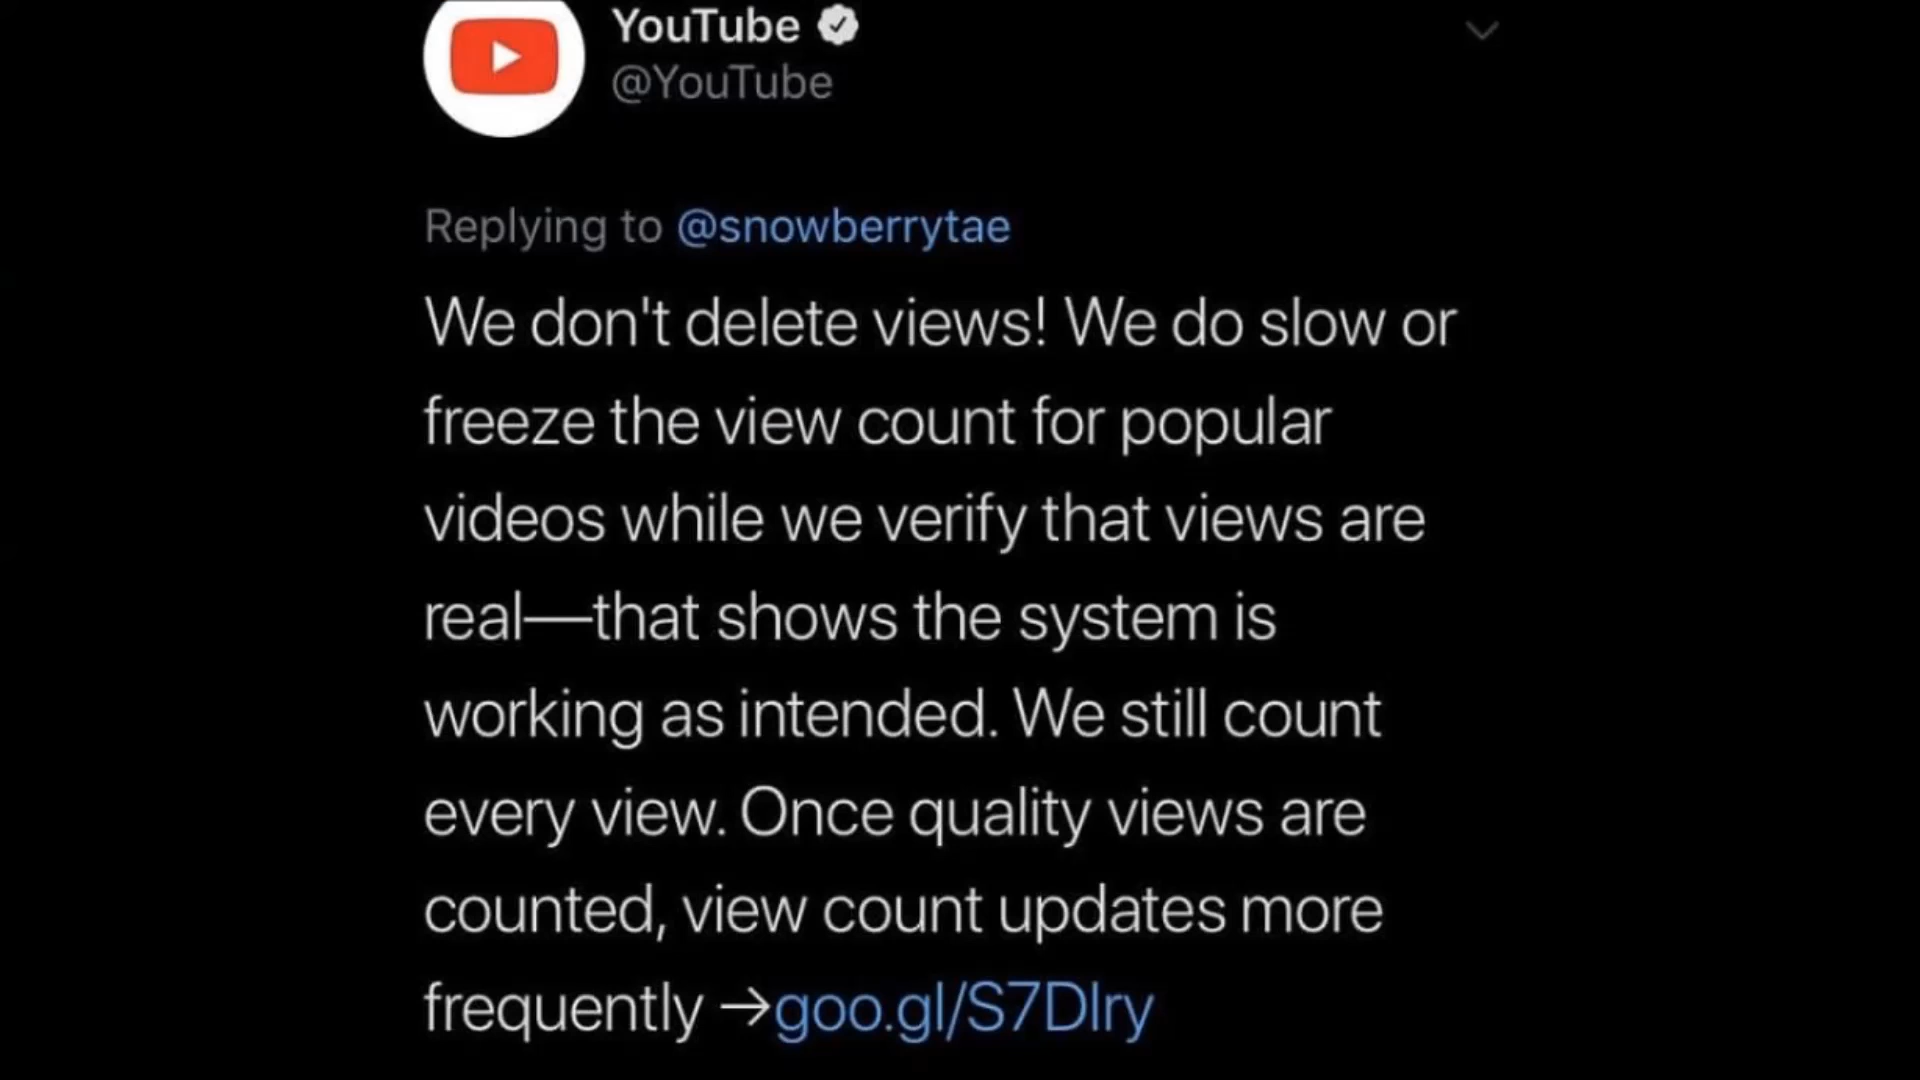 YouTube
@YouTube
Replying to @snowberrytae
We don't delete views! We do slow or
freeze the view count for popular
videos while we verify that views are
real—that shows the system is
working as intended. We still count
every view. Once quality views are
counted, view count updates more
frequently →goo.gl/S7DIry